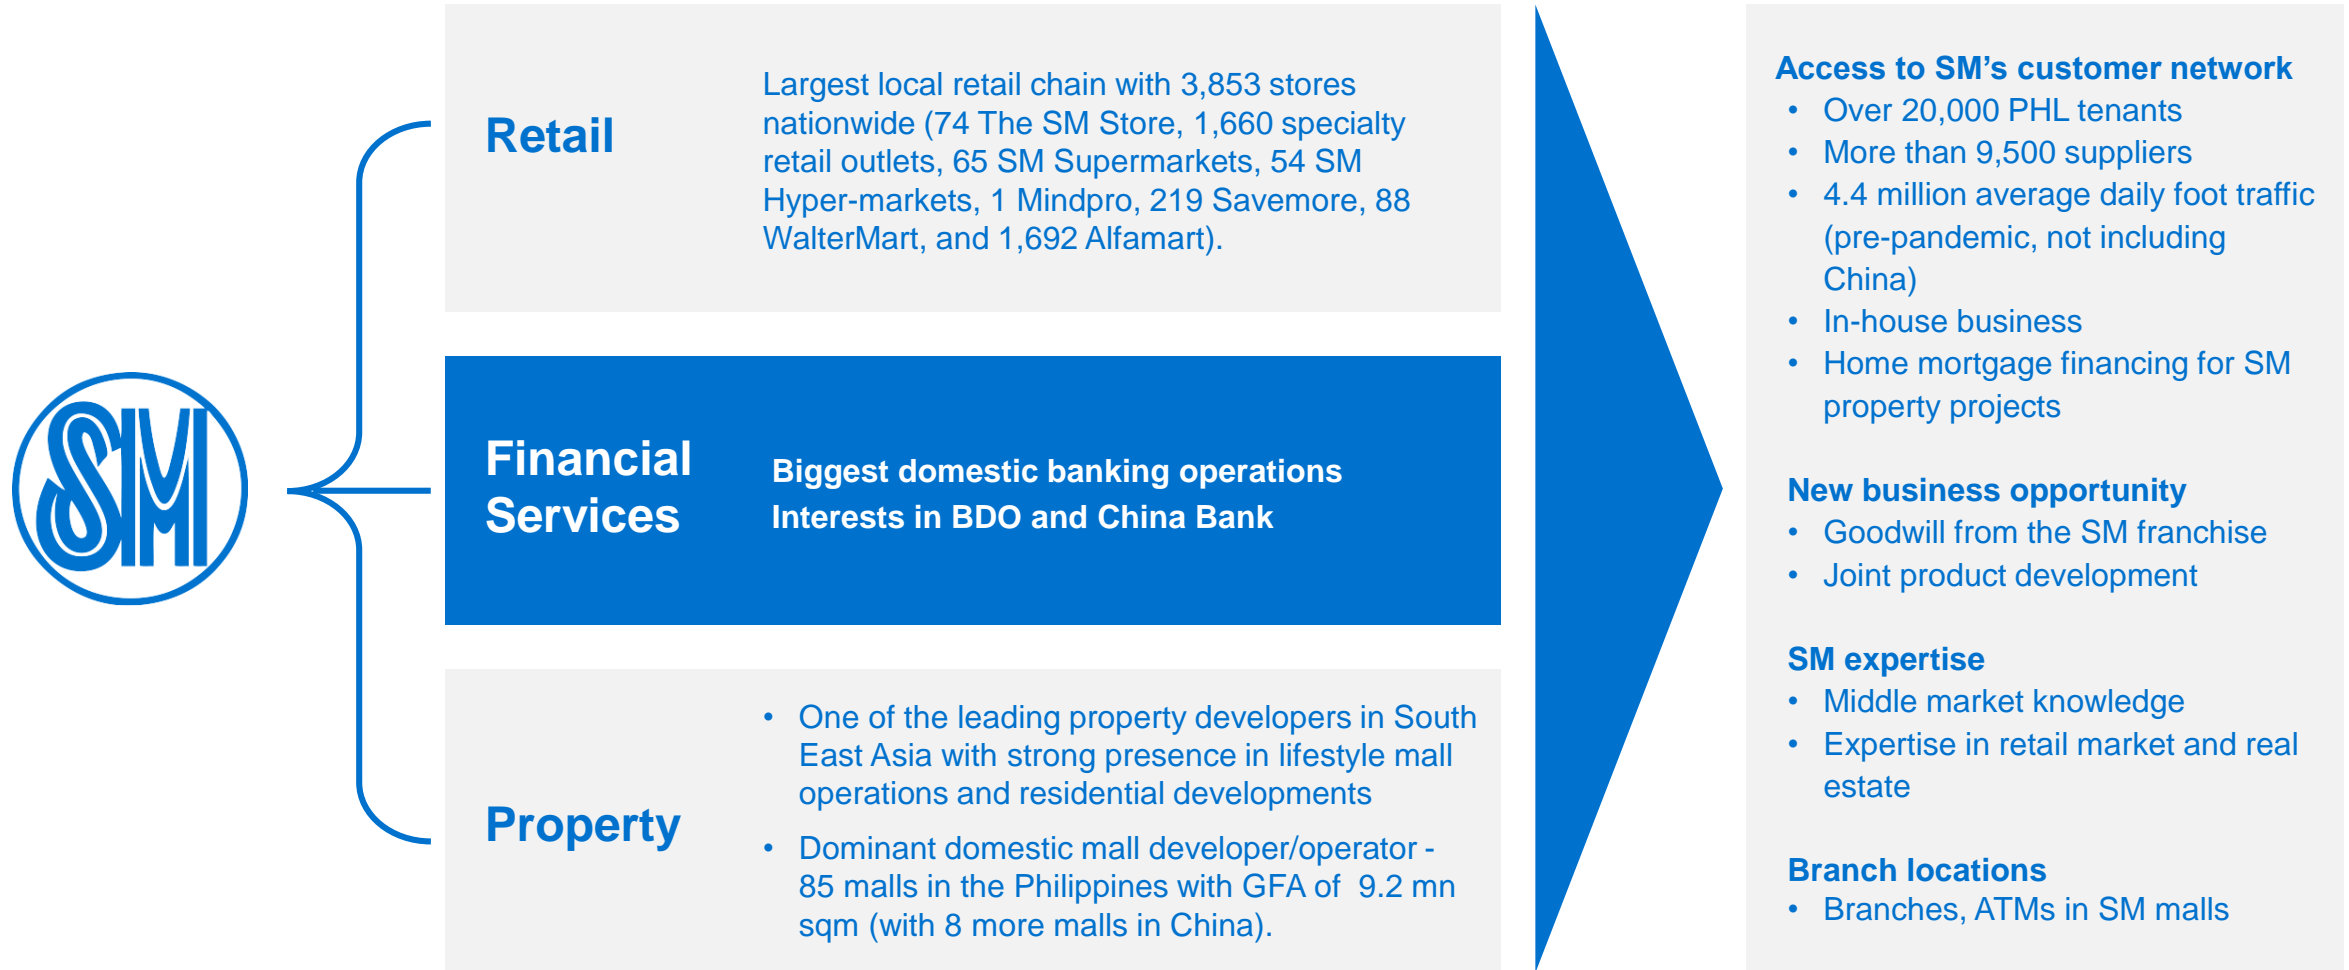 SM
Retail
Largest local retail chain with 3,853 stores
nationwide (74 The SM Store, 1,660 specialty
retail outlets, 65 SM Supermarkets, 54 SM
Hyper-markets, 1 Mindpro, 219 Savemore, 88
WalterMart, and 1,692 Alfamart).
Financial
Services
Biggest domestic banking operations
Interests in BDO and China Bank
Property
• One of the leading property developers in South
East Asia with strong presence in lifestyle mall
operations and residential developments
• Dominant domestic mall developer/operator -
85 malls in the Philippines with GFA of 9.2 mn
sqm (with 8 more malls in China).
Access to SM’s customer network
• Over 20,000 PHL tenants
• More than 9,500 suppliers
• 4.4 million average daily foot traffic
(pre-pandemic, not including
China)
• In-house business
• Home mortgage financing for SM
property projects
New business opportunity
• Goodwill from the SM franchise
• Joint product development
SM expertise
• Middle market knowledge
• Expertise in retail market and real
estate
Branch locations
• Branches, ATMs in SM malls